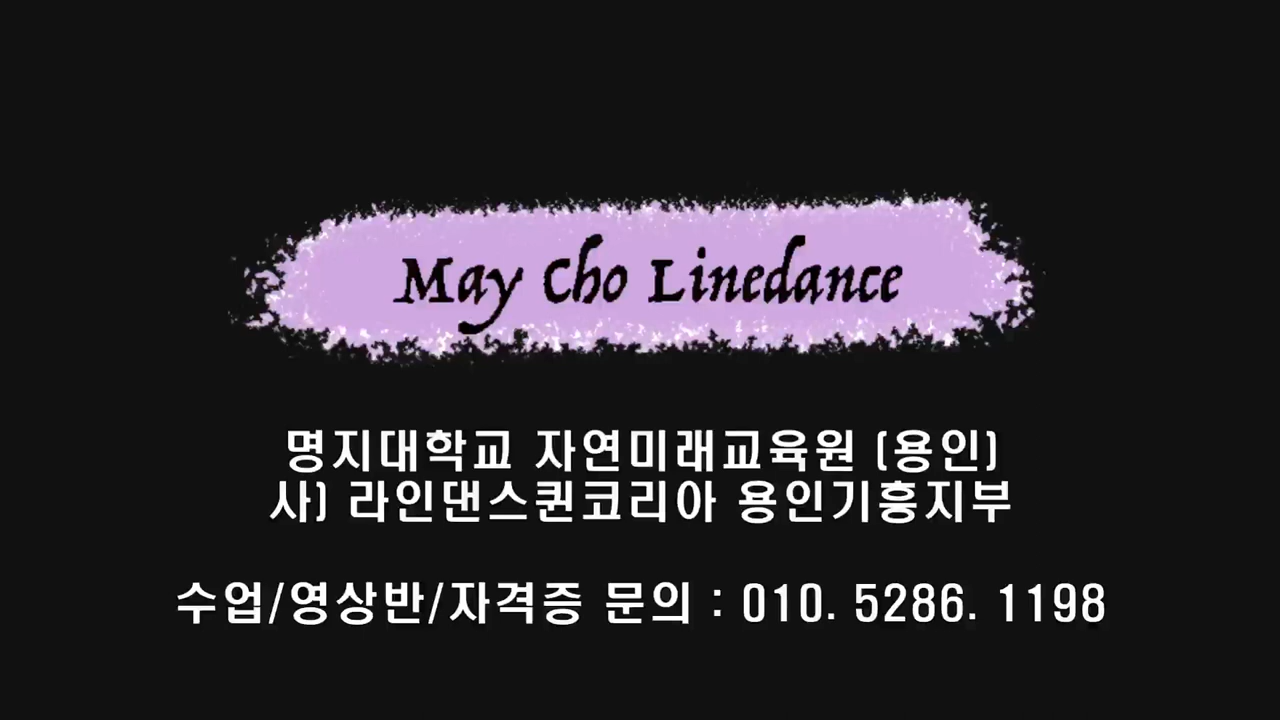 May Cho Linedance
명지대학교 자연미래교육원 (용인)
사) 라인댄스퀸코리아 용인기흥지부
수업/영상반/자격증 문의 : 010. 5286. 1198